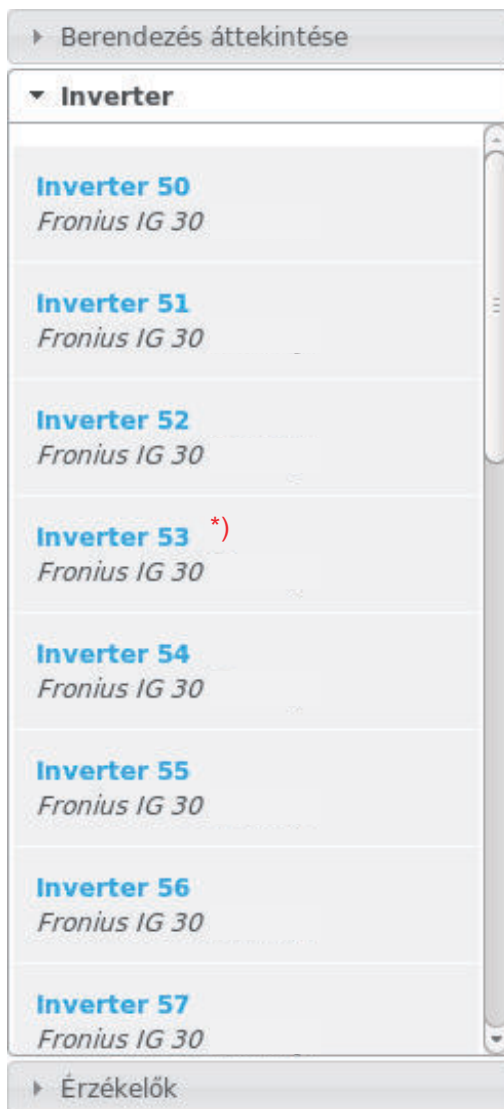 Berendezés áttekintése
Inverter
Inverter 50
Fronius IG 30
Inverter 51
Fronius IG 30
Inverter 52
Fronius IG 30
Inverter 53 *)
Fronius IG 30
Inverter 54
Fronius IG 30
Inverter 55
Fronius IG 30
Inverter 56
Fronius IG 30
Inverter 57
Fronius IG 30
Érzékelők